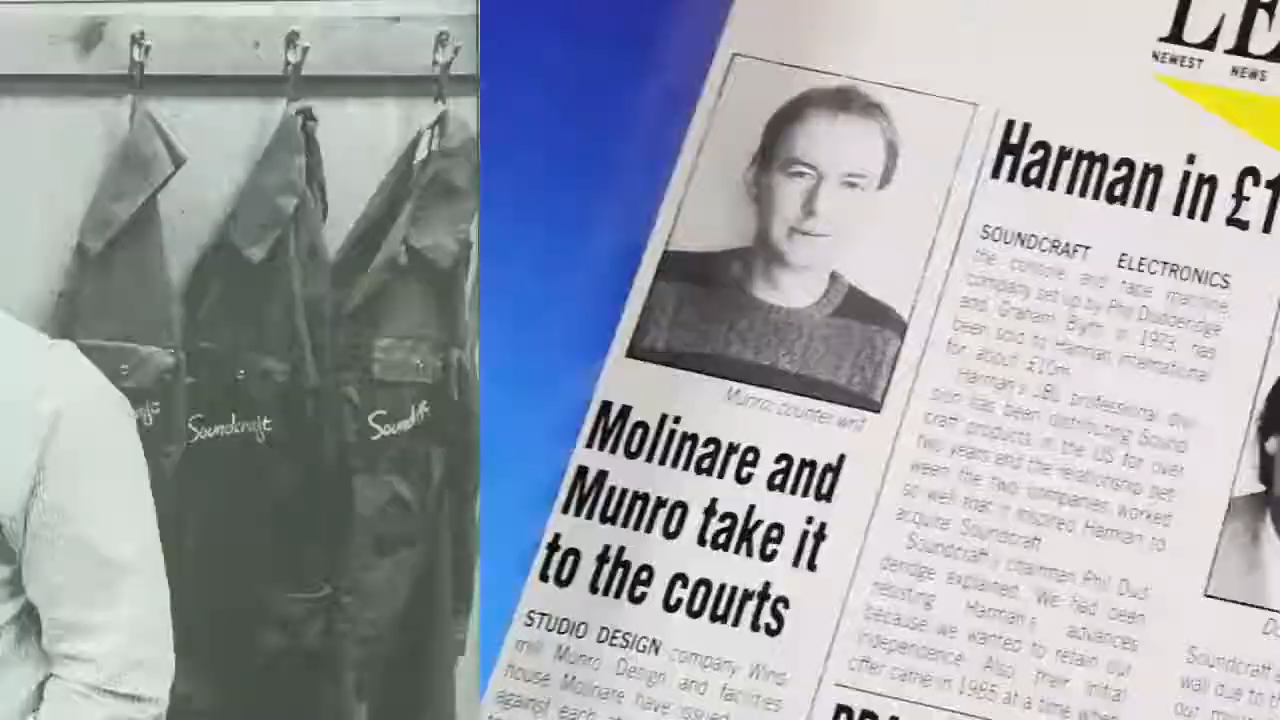 Soundcraft
LE
NEWEST NEWS
Munro: counter writ
Molinare and
Munro take it
to the courts
STUDIO DESIGN company Wind
mill Munro Design and facilities
house Molinare have issued
against each
Harman in £1
SOUNDCRAFT ELECTRONICS,
the console and tape machine
company set up by Phil Dudderidge
and Graham Blyth in 1973, has
been sold to Harman International
for about £10m.
Harman's JBL professional divi-
sion has been distributing Sound
craft products in the US for over
two years and the relationship bet
ween the two companies worked
so well that it inspired Harman to
acquire Soundcraft.
Soundcraft's chairman Phil Dud
deridge explained: We had been
resisting Harman's advances
because we wanted to retain our
independence. Also, their initial
offer came in 1985 at a time when
Soundcraft
wall due to
our